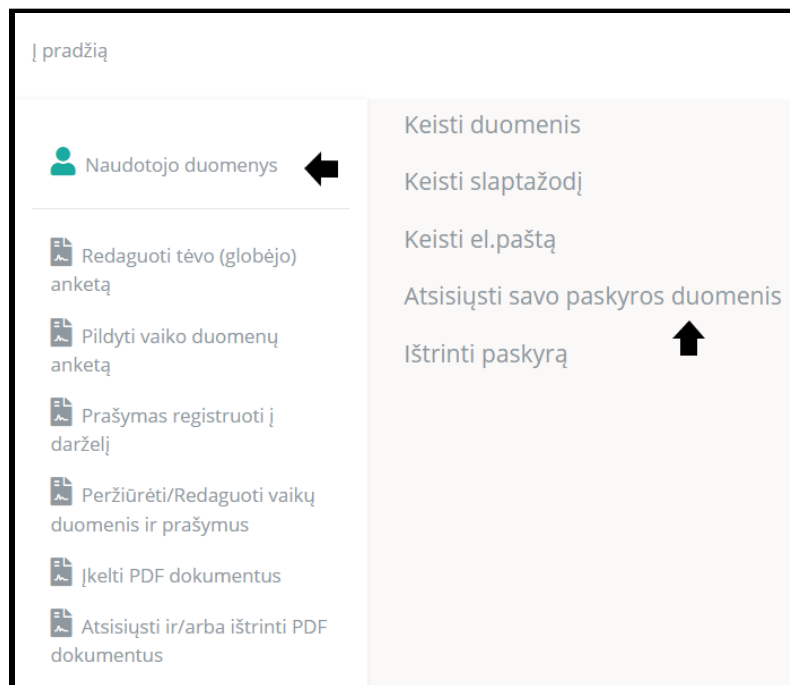 Į pradžią
Naudotojo duomenys
Redaguoti tėvo (globėjo)
anketą
Pildyti vaiko duomenų
anketą
Prašymas registruoti į
darželį
Peržiūrėti/Redaguoti vaikų
duomenis ir prašymus
Įkelti PDF dokumentus
Atsisiųsti ir/arba ištrinti PDF
dokumentus
Keisti duomenis
Keisti slaptažodį
Keisti el.paštą
Atsisiųsti savo paskyros duomenis
Ištrinti paskyrą